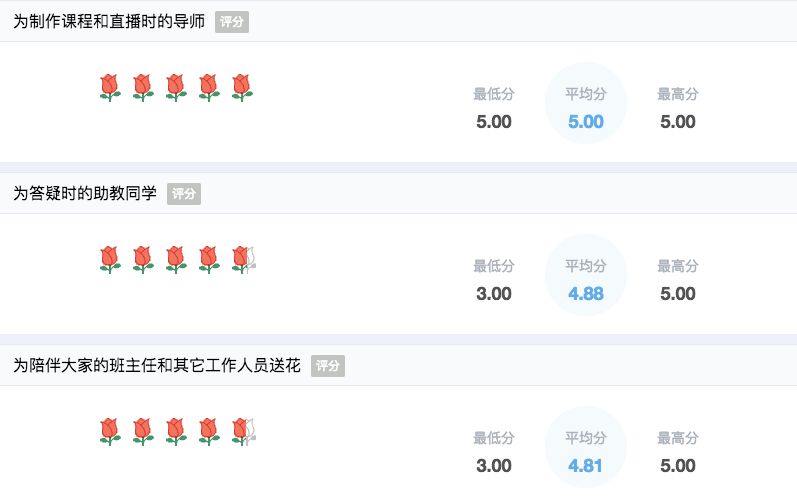 为制作课程和直播时的导师 评分
最低分 平均分 最高分
5.00 5.00 5.00
为答疑时的助教同学 评分
最低分 平均分 最高分
3.00 4.88 5.00
为陪伴大家的班主任和其它工作人员送花 评分
最低分 平均分 最高分
3.00 4.81 5.00